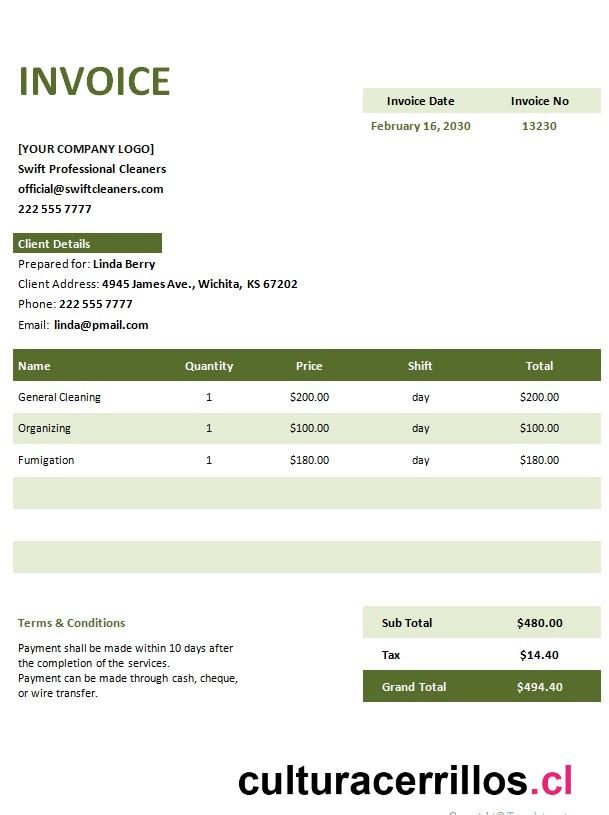 INVOICE
Invoice Date Invoice No
February 16, 2030 13230
[YOUR COMPANY LOGO]
Swift Professional Cleaners
official@swiftcleaners.com
222 555 7777
Client Details
Prepared for: Linda Berry
Client Address: 4945 James Ave., Wichita, KS 67202
Phone: 222 555 7777
Email: linda@pmail.com
Name Quantity Price Shift Total
General Cleaning 1 $200.00 day $200.00
Organizing 1 $100.00 day $100.00
Fumigation 1 $180.00 day $180.00
Sub Total $480.00
Tax $14.40
Grand Total $494.40
Terms & Conditions
Payment shall be made within 10 days after
the completion of the services.
Payment can be made through cash, cheque,
or wire transfer.
culturacerrillos.cl